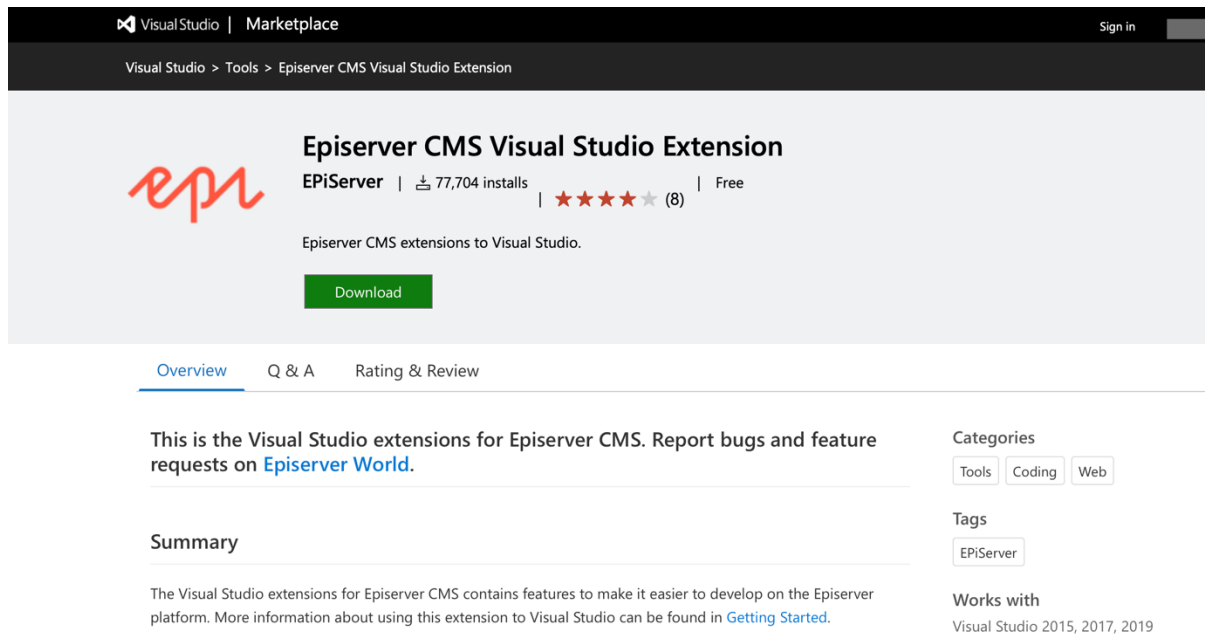 Visual Studio | Marketplace
Sign in
Visual Studio > Tools > Episerver CMS Visual Studio Extension
epi
Episerver CMS Visual Studio Extension
EPiServer | 77,704 installs | ★★★★★ (8) | Free
Episerver CMS extensions to Visual Studio.
Download
Overview Q & A Rating & Review
This is the Visual Studio extensions for Episerver CMS. Report bugs and feature
requests on Episerver World.
Summary
The Visual Studio extensions for Episerver CMS contains features to make it easier to develop on the Episerver
platform. More information about using this extension to Visual Studio can be found in Getting Started.
Categories
Tools Coding Web
Tags
EPiServer
Works with
Visual Studio 2015, 2017, 2019